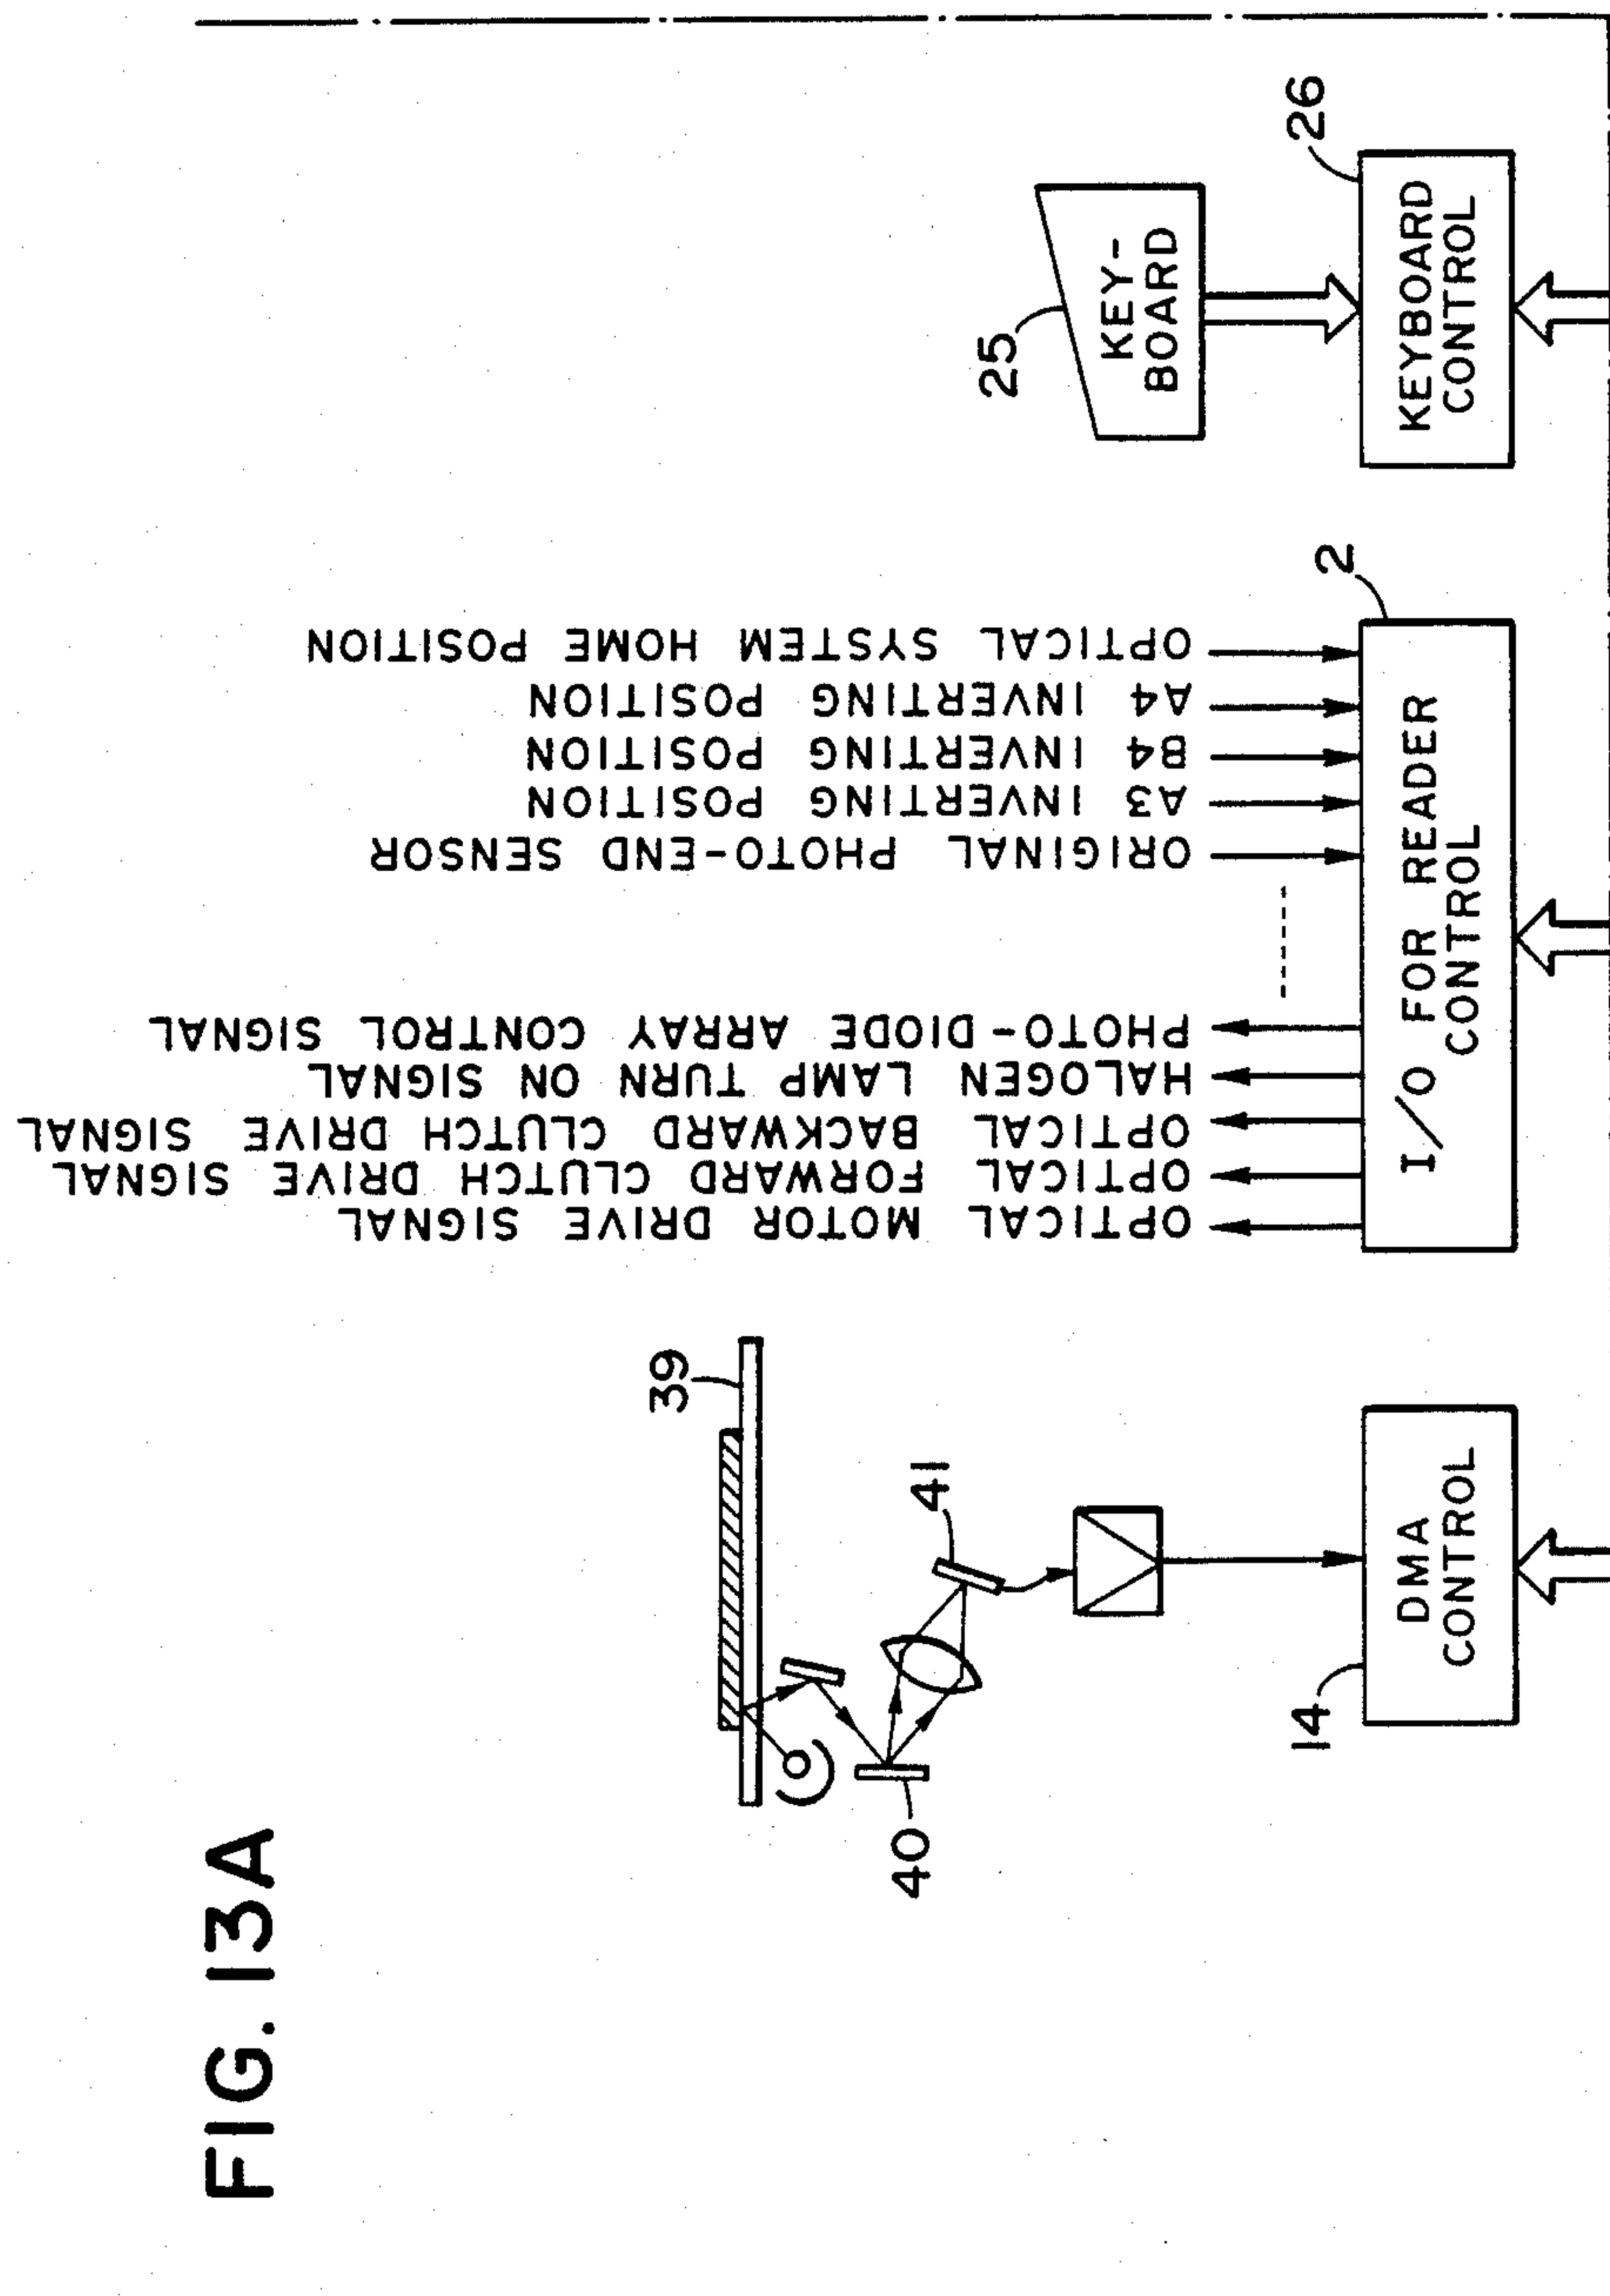 FIG. 13A
39
40
41
14
DMA
CONTROL
OPTICAL MOTOR DRIVE SIGNAL
OPTICAL FORWARD CLUTCH DRIVE SIGNAL
OPTICAL BACKWARD CLUTCH DRIVE SIGNAL
HALOGEN LAMP TURN ON SIGNAL
PHOTO-DIODE ARRAY CONTROL SIGNAL
ORIGINAL PHOTO-END SENSOR
A3 INVERTING POSITION
B4 INVERTING POSITION
A4 INVERTING POSITION
OPTICAL SYSTEM HOME POSITION
2
I/O FOR READER
CONTROL
25
KEY-
BOARD
26
KEYBOARD
CONTROL